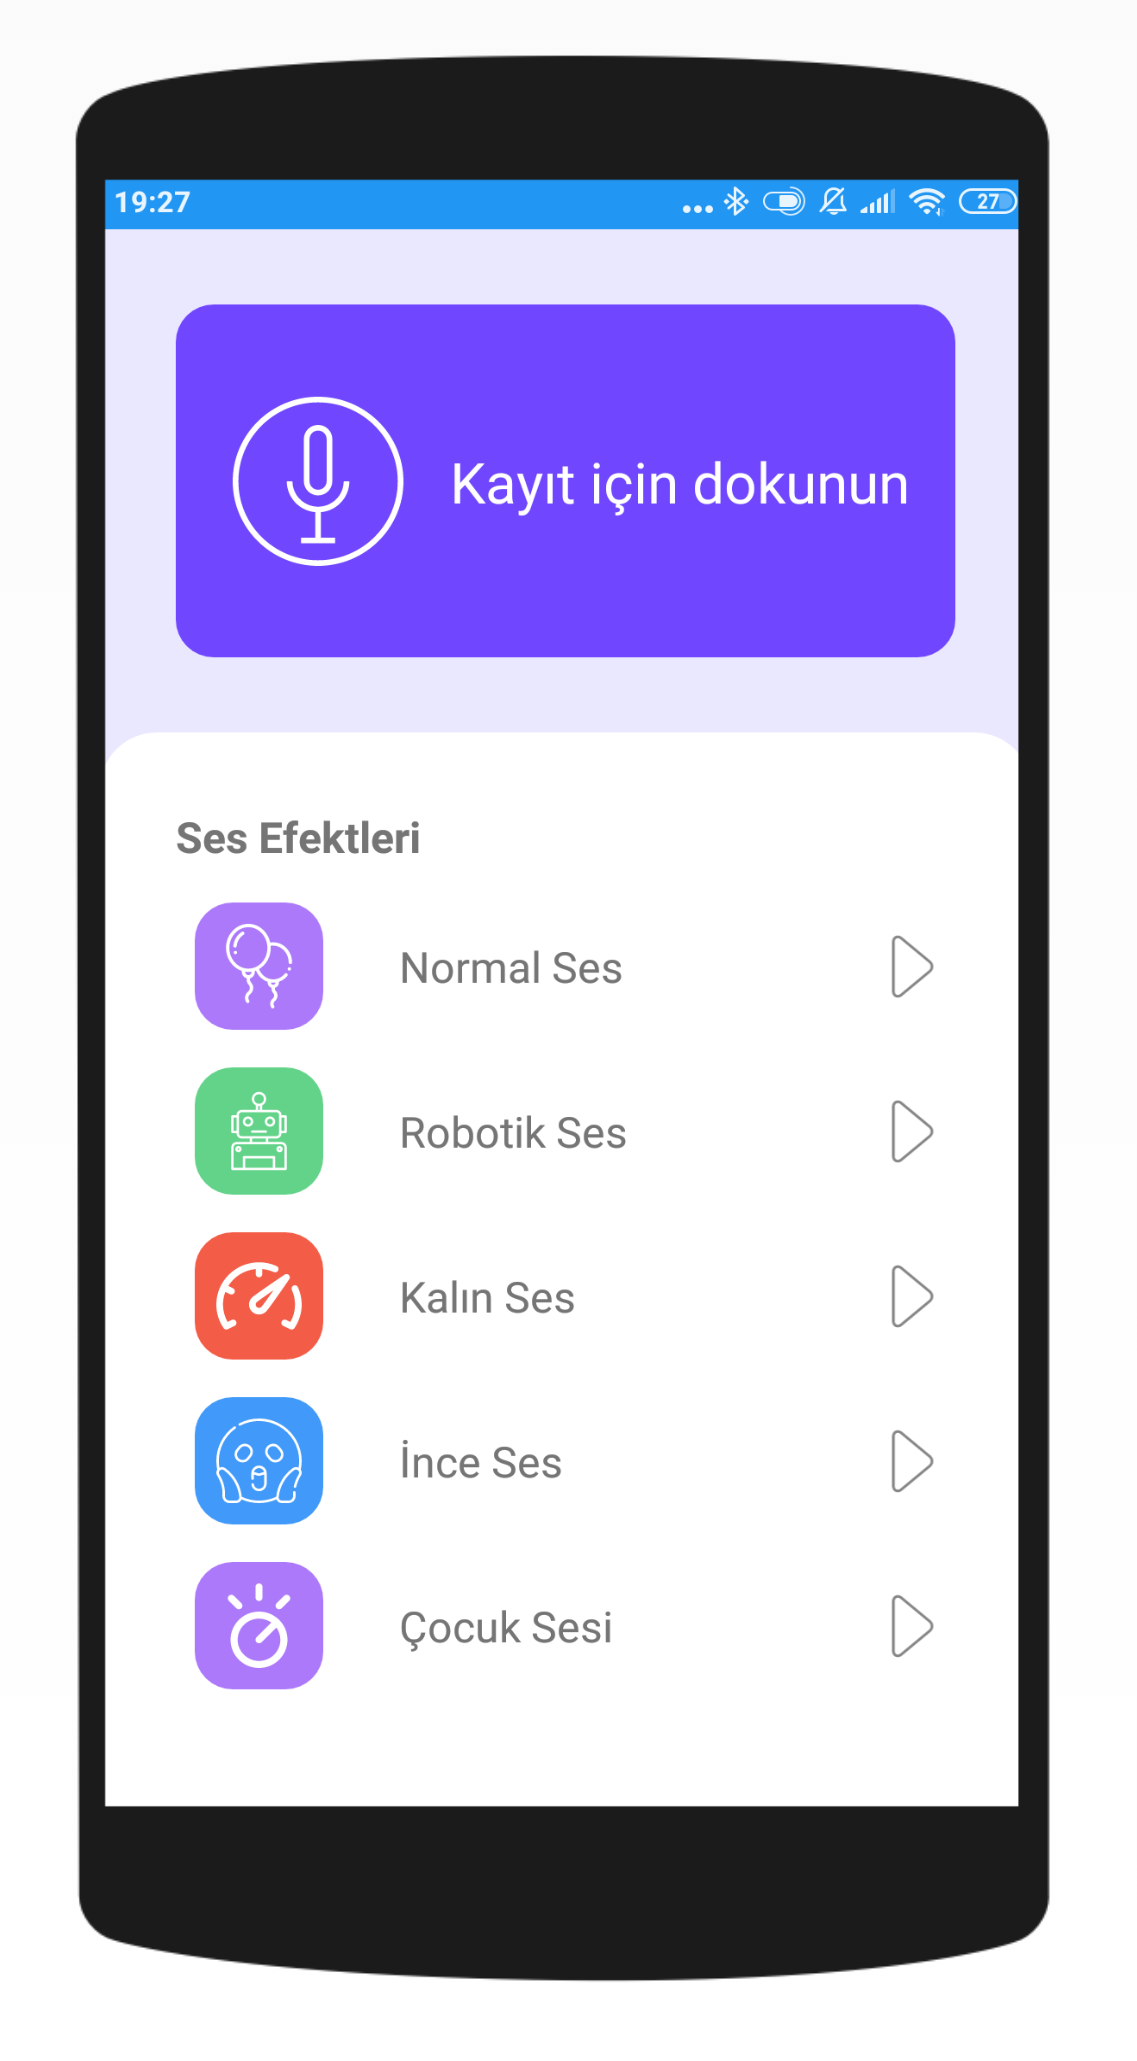 19:27
27
Kayıt için dokunun
Ses Efektleri
Normal Ses
Robotik Ses
Kalın Ses
İnce Ses
Çocuk Sesi